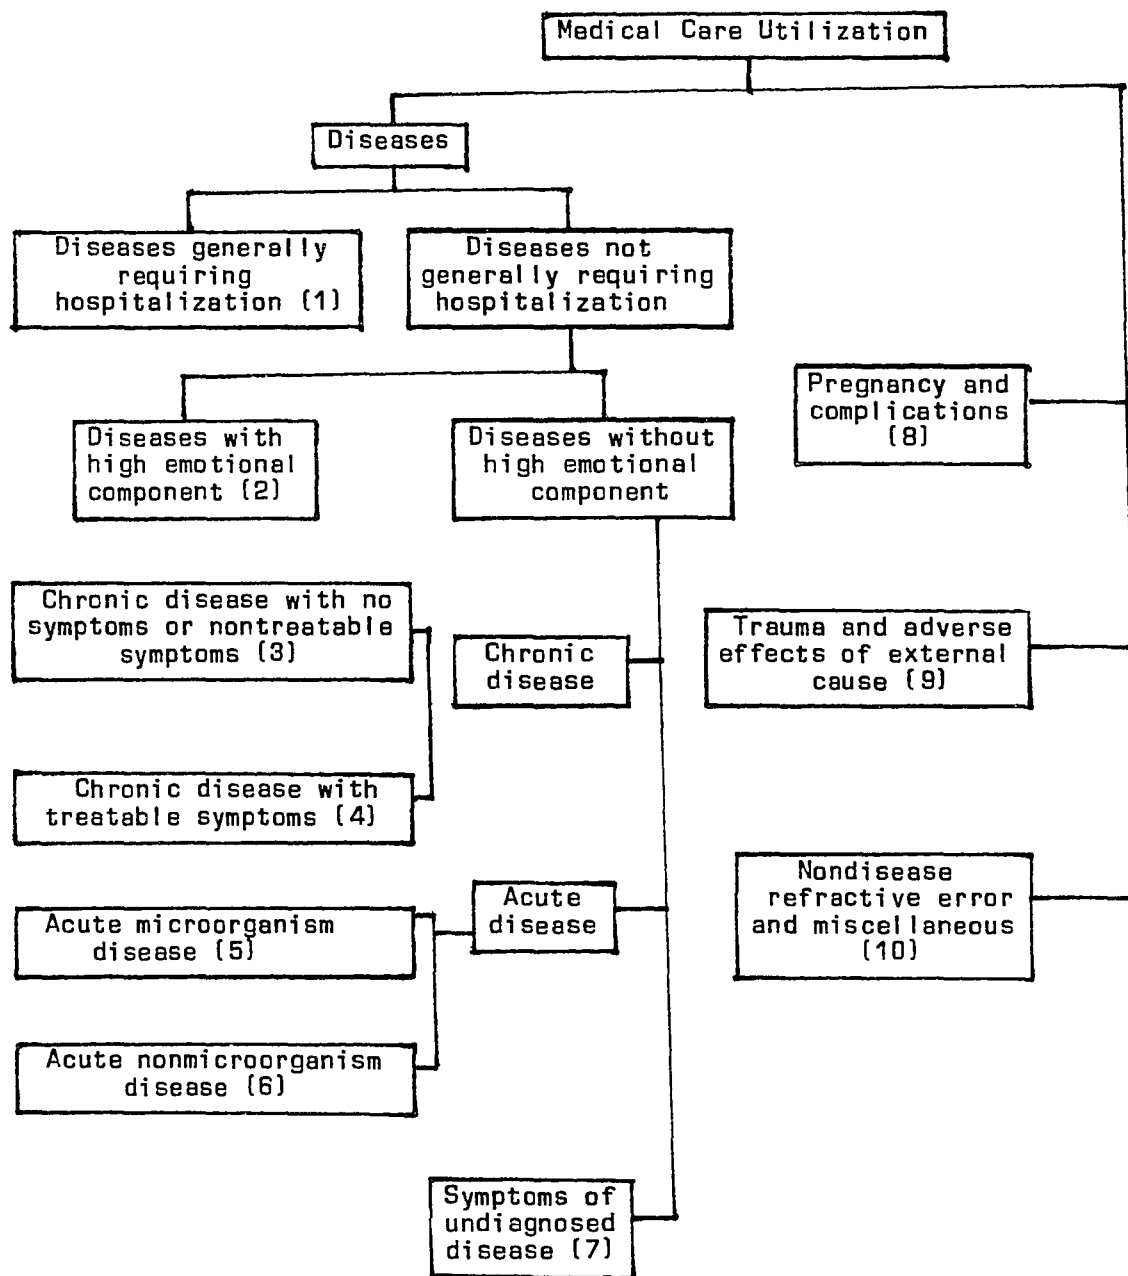 Medical Care Utilization
Diseases
Diseases generally
requiring
hospitalization (1)
Diseases not
generally requiring
hospitalization
Pregnancy and
complications
(8)
Diseases with
high emotional
component (2)
Diseases without
high emotional
component
Chronic disease with no
symptoms or nontreatable
symptoms (3)
Chronic
disease
Trauma and adverse
effects of external
cause (9)
Chronic disease with
treatable symptoms (4)
Nondisease
refractive error
and miscellaneous
(10)
Acute
disease
Acute microorganism
disease (5)
Acute nonmicroorganism
disease (6)
Symptoms of
undiagnosed
disease (7)